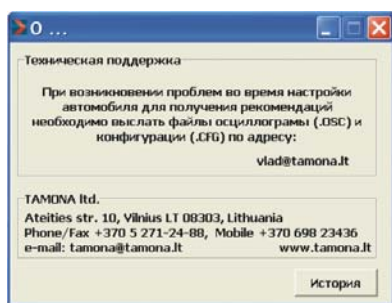 О ...
Техническая поддержка
При возникновении проблем во время настройки
автомобиля для получения рекомендаций
необходимо выслать файлы осциллограмы (.OSC) и
конфигурации (.CFG) по адресу:
vlad@tamona.lt
TAMONA ltd.
Ateities str. 10, Vilnius LT 08303, Lithuania
Phone/Fax +370 5 271-24-88, Mobile +370 698 23436
e-mail: tamona@tamona.lt www.tamona.lt
История